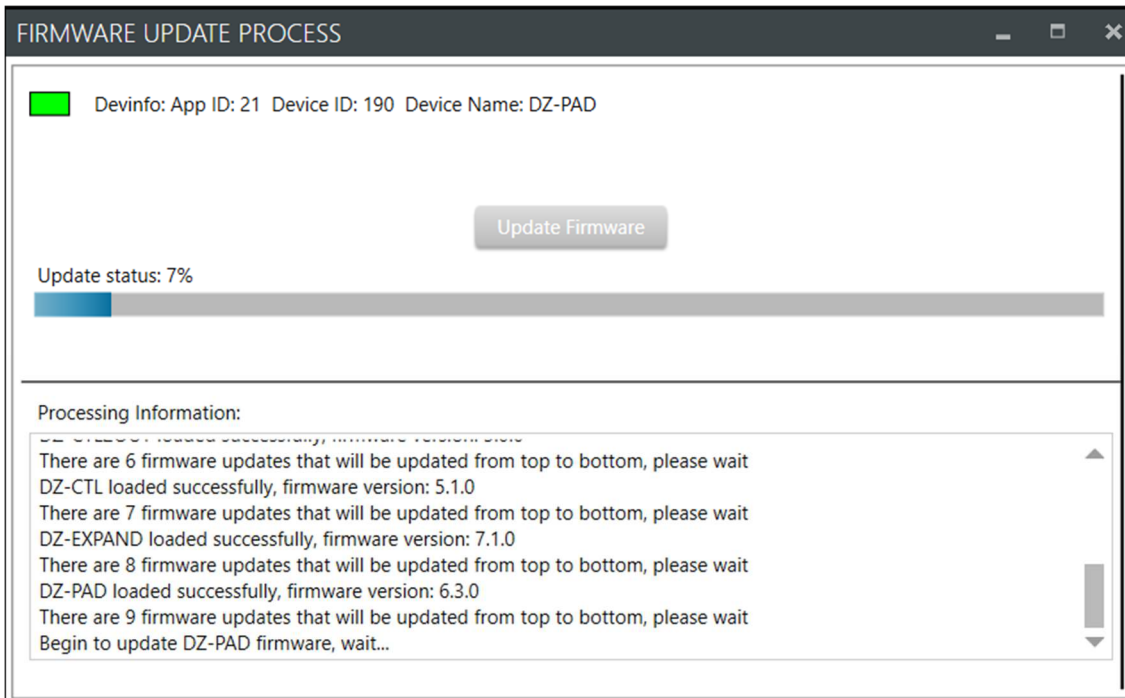 FIRMWARE UPDATE PROCESS
Devinfo: App ID: 21 Device ID: 190 Device Name: DZ-PAD
Update Firmware
Update status: 7%
Processing Information:
loaded successfully, firmware version:
There are 6 firmware updates that will be updated from top to bottom, please wait
DZ-CTL loaded successfully, firmware version: 5.1.0
There are 7 firmware updates that will be updated from top to bottom, please wait
DZ-EXPAND loaded successfully, firmware version: 7.1.0
There are 8 firmware updates that will be updated from top to bottom, please wait
DZ-PAD loaded successfully, firmware version: 6.3.0
There are 9 firmware updates that will be updated from top to bottom, please wait
Begin to update DZ-PAD firmware, wait...